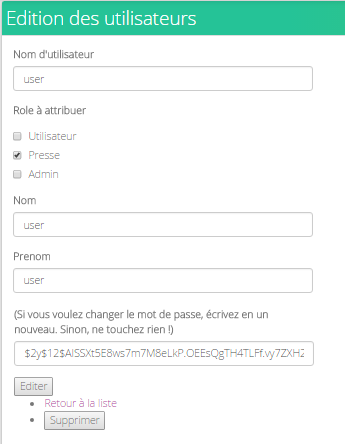 Edition des utilisateurs
Nom d'utilisateur
user
Role à attribuer
Utilisateur
Presse
Admin
Nom
user
Prenom
user
(Si vous voulez changer le mot de passe, écrivez en un
nouveau. Sinon, ne touchez rien !)
$2y$12$AISSXt5E8ws7m7M8eLkP.OEEsQgTH4TLFf.vy7ZXH2
Editer
Retour à la liste
Supprimer